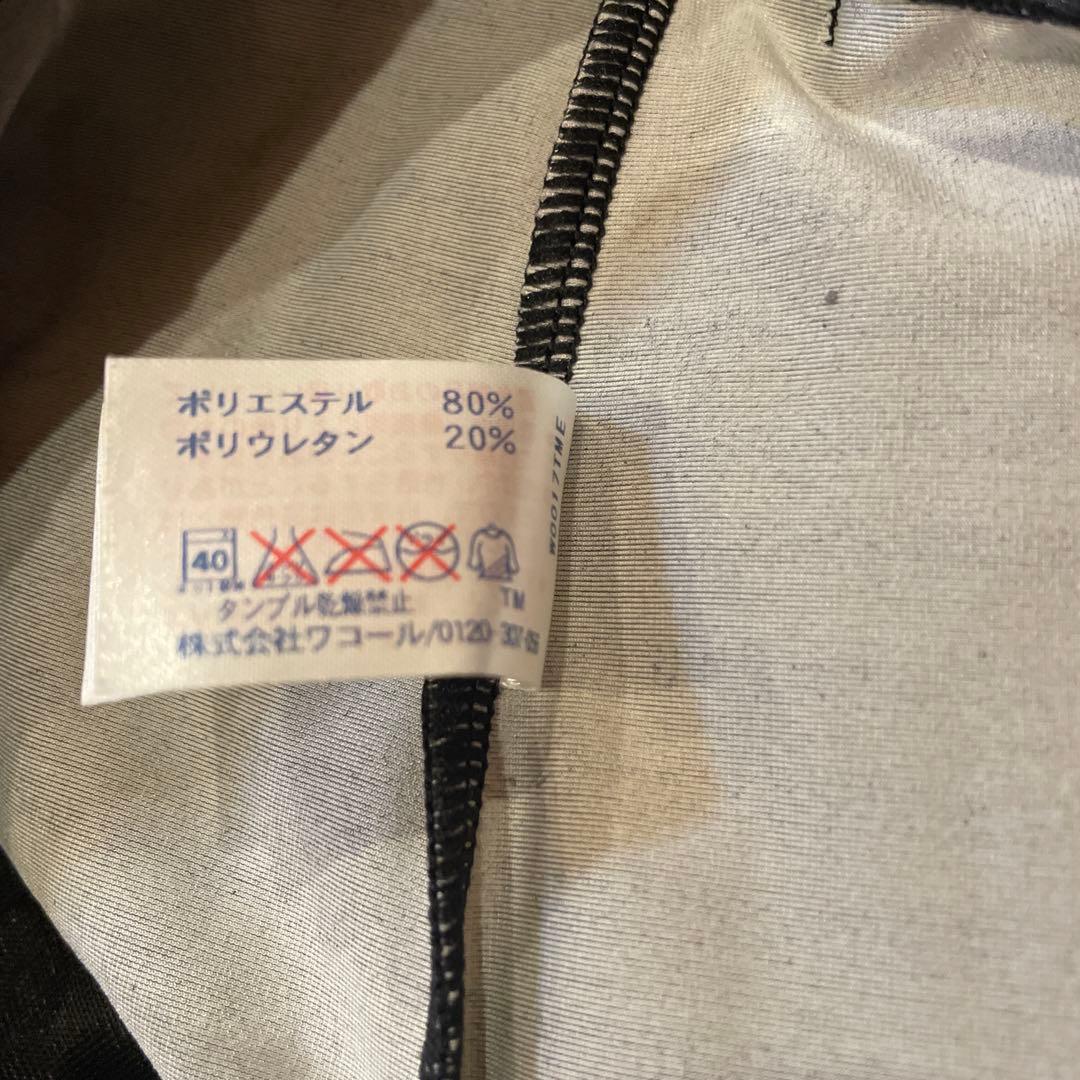 ポリエステル 80%
ポリウレタン 20%
40
タンブル乾燥禁止
TM
株式会社ワコール/0120-307-05
W0017TME